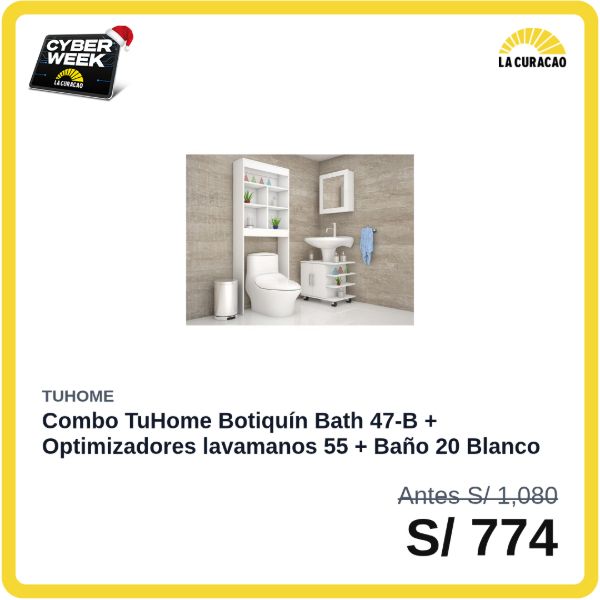 CYBER
WEEK
LA CURACAO
LA CURACAO
TUHOME
Combo TuHome Botiquín Bath 47-B +
Optimizadores lavamanos 55 + Baño 20 Blanco
Antes S/ 1,080
S/ 774